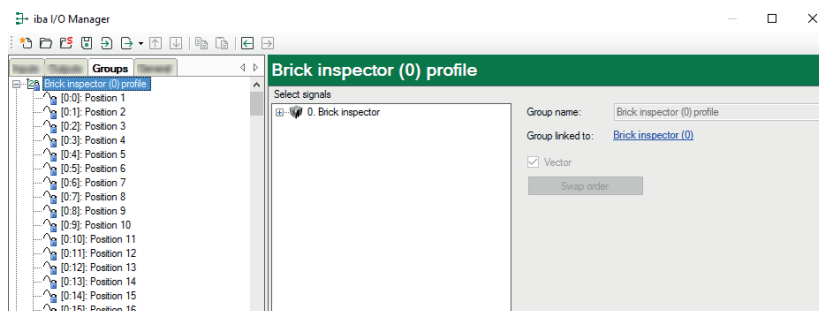 iba I/O Manager
Groups
Brick inspector (0) profile
[0:0]: Position 1
[0:1]: Position 2
[0:2]: Position 3
[0:3]: Position 4
[0:4]: Position 5
[0:5]: Position 6
[0:6]: Position 7
[0:7]: Position 8
[0:8]: Position 9
[0:9]: Position 10
[0:10]: Position 11
[0:11]: Position 12
[0:12]: Position 13
[0:13]: Position 14
[0:14]: Position 15
[0:15]: Position 16
Brick inspector (0) profile
Select signals
0. Brick inspector
Group name: Brick inspector (0) profile
Group linked to: Brick inspector (0)
Vector
Swap order